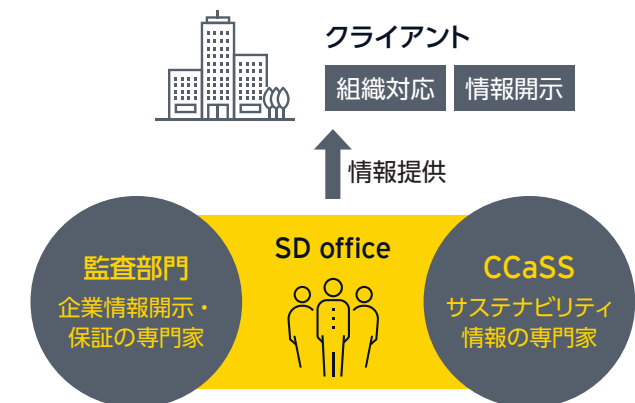 クライアント
組織対応 情報開示
情報提供
監査部門
企業情報開示・
保証の専門家
SD office
CCaSS
サステナビリティ
情報の専門家